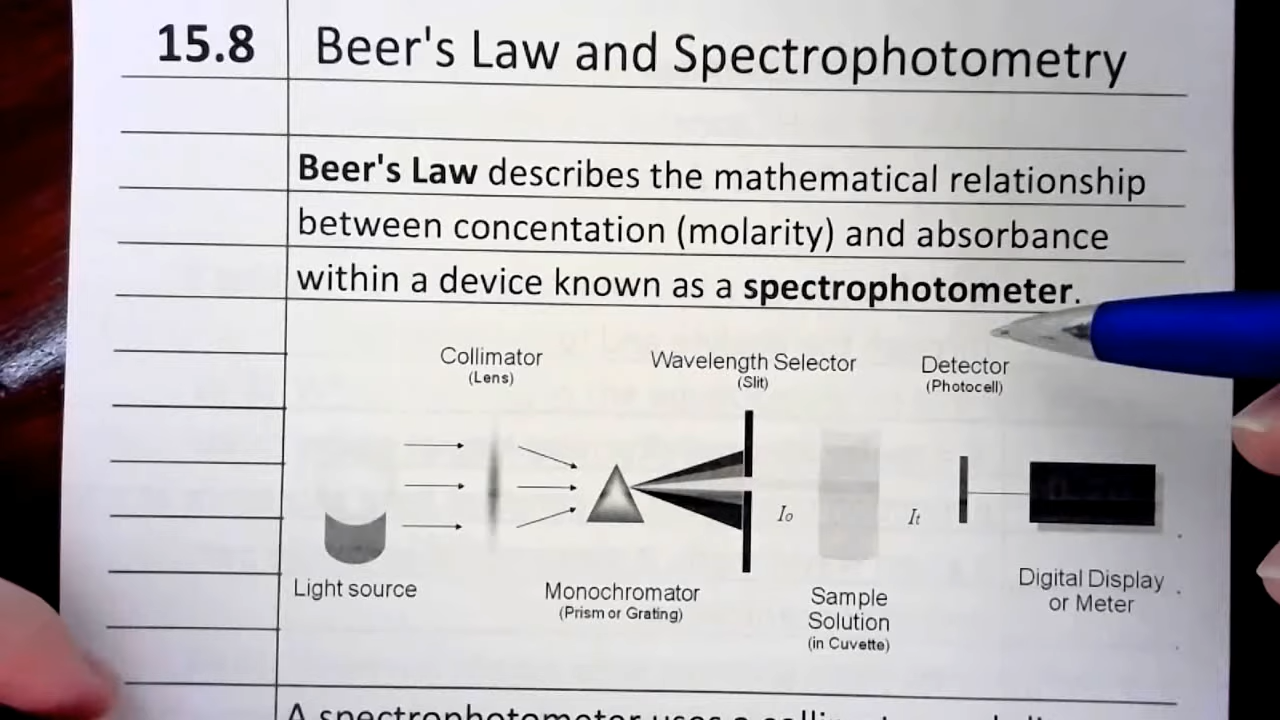 15.8 Beer's Law and Spectrophotometry
Beer's Law describes the mathematical relationship
between concentation (molarity) and absorbance
within a device known as a spectrophotometer.
Collimator
(Lens)
Wavelength Selector
(Slit)
Detector
(Photocell)
Io
It
Light source
Monochromator
(Prism or Grating)
Sample
Solution
(in Cuvette)
Digital Display
or Meter
A spectrophotometer uses a